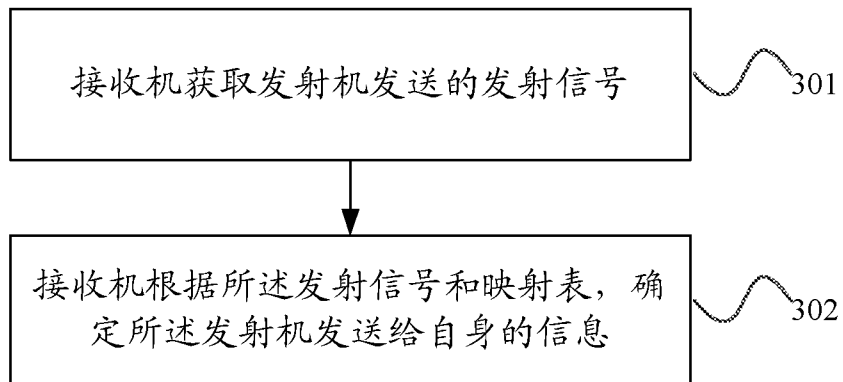 接收机获取发射机发送的发射信号
301
接收机根据所述发射信号和映射表，确
定所述发射机发送给自身的信息
302